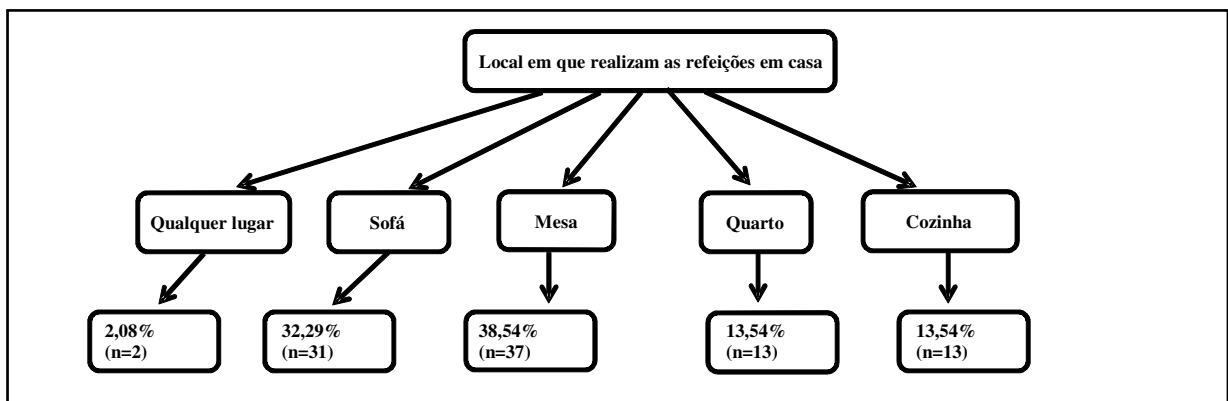 Local em que realizam as refeições em casa
Qualquer lugar
Sofá
Mesa
Quarto
Cozinha
2,08%
(n=2)
32,29%
(n=31)
38,54%
(n=37)
13,54%
(n=13)
13,54%
(n=13)